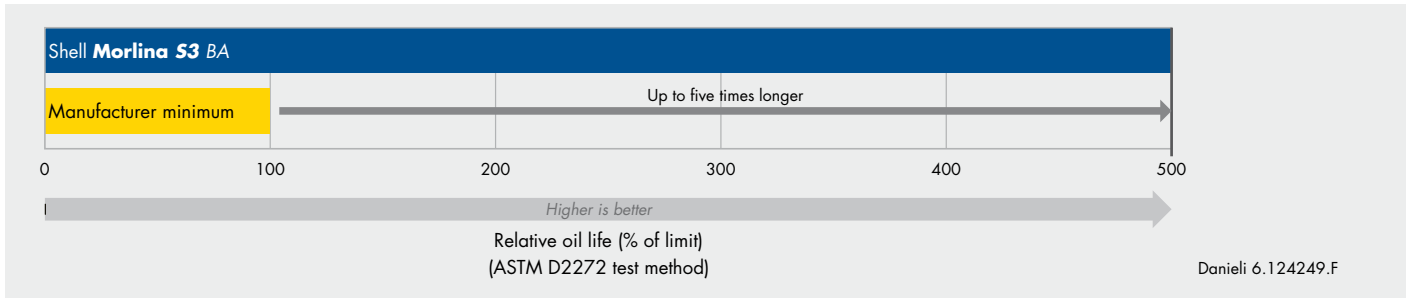 Shell Morlina S3 BA
Up to five times longer
Manufacturer minimum
0 100 200 300 400 500
Higher is better
Relative oil life (% of limit)
(ASTM D2272 test method)
Danieli 6.124249.F